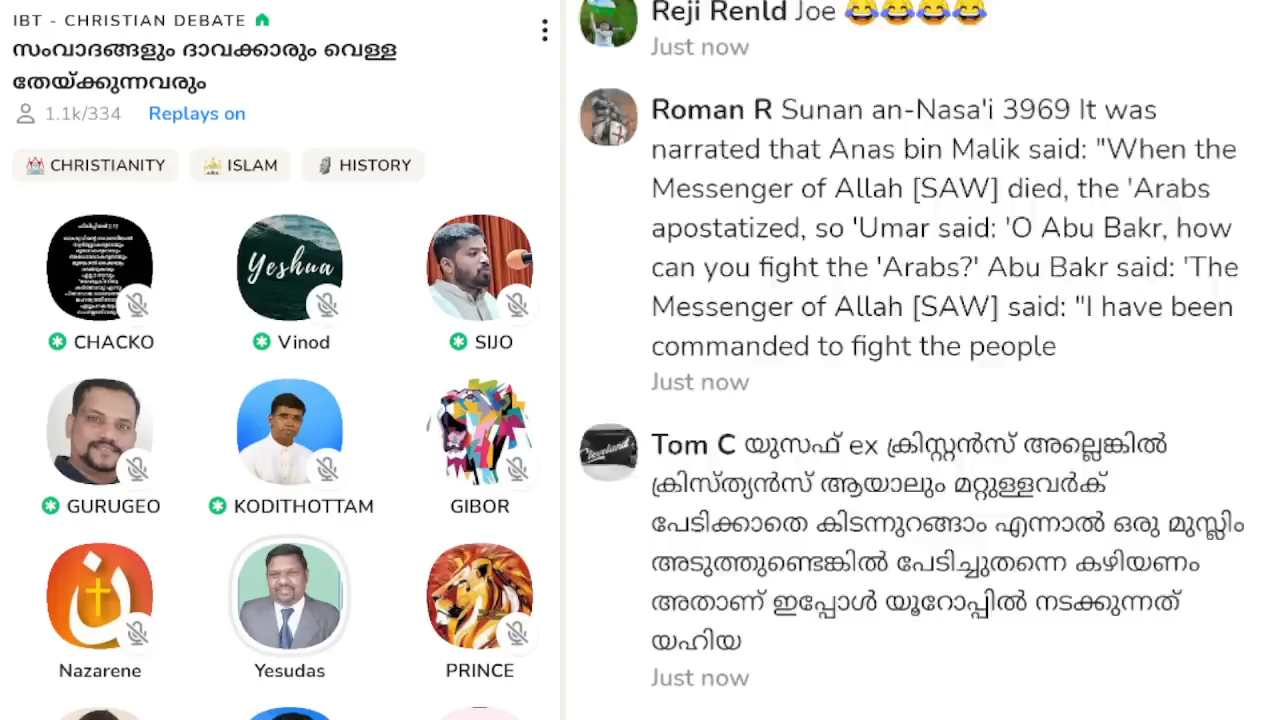 IBT - CHRISTIAN DEBATE
സംവാദങ്ങളും ദാവക്കാരും വെള്ള
തേയ്ക്കുന്നവരും
1.1k/334 Replays on
CHRISTIANITY
ISLAM
HISTORY
Yeshua
CHACKO
Vinod
SIJO
GURUGEO
KODITHOTTAM
GIBOR
Nazarene
Yesudas
PRINCE
Reji Renld Joe 😂😂😂😂
Just now
Roman R Sunan an-Nasa'i 3969 It was
narrated that Anas bin Malik said: "When the
Messenger of Allah [SAW] died, the 'Arabs
apostatized, so 'Umar said: 'O Abu Bakr, how
can you fight the 'Arabs?' Abu Bakr said: 'The
Messenger of Allah [SAW] said: "I have been
commanded to fight the people
Just now
Cleveland
Tom C യുസഫ് ex ക്രിസ്റ്റൻസ് അല്ലെങ്കിൽ
ക്രിസ്ത്യൻസ് ആയാലും മറ്റുള്ളവർക്
പേടിക്കാതെ കിടന്നുറങ്ങാം എന്നാൽ ഒരു മുസ്ലിം
അടുത്തുണ്ടെങ്കിൽ പേടിച്ചുതന്നെ കഴിയണം
അതാണ് ഇപ്പോൾ യൂറോപ്പിൽ നടക്കുന്നത്
യഹിയ
Just now